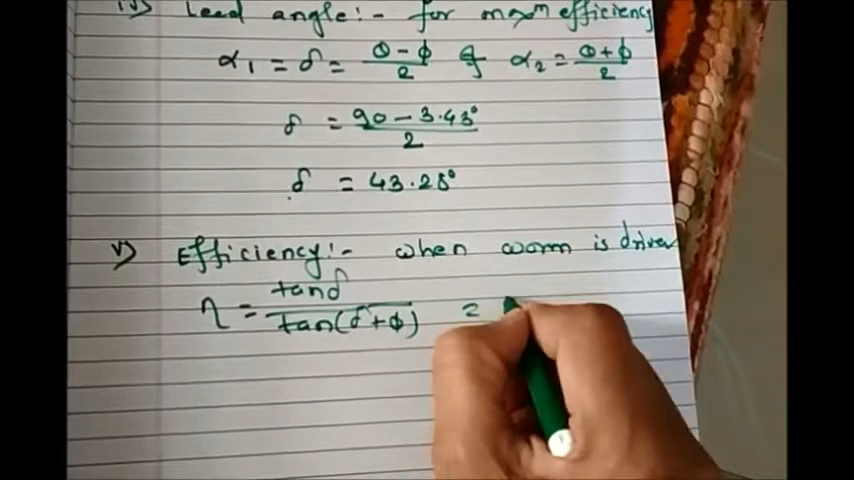 iv) Lead angle:- for maxm efficiency
α₁ = δ = (θ-ϕ)/2 & α₂ = (θ+ϕ)/2
δ = (90-3.43°)/2
δ = 43.28°
v) Efficiency:- when worm is driver
η = tanδ/tan(δ+ϕ) =